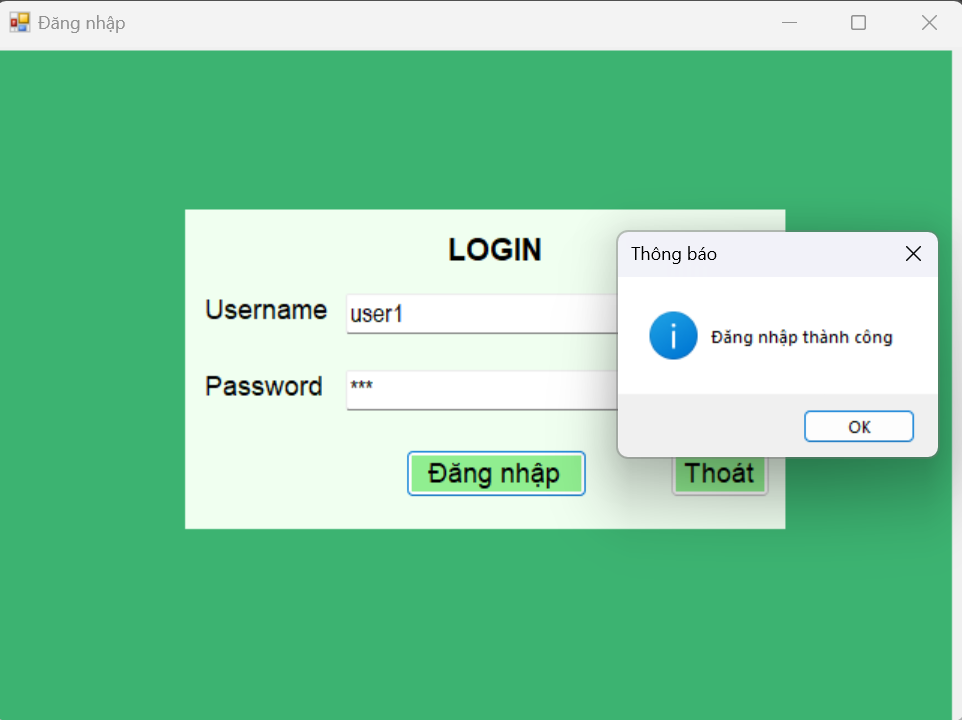 Đăng nhập
LOGIN
Username
user1
Password
***
Đăng nhập
Thoát
Thông báo
Đăng nhập thành công
OK